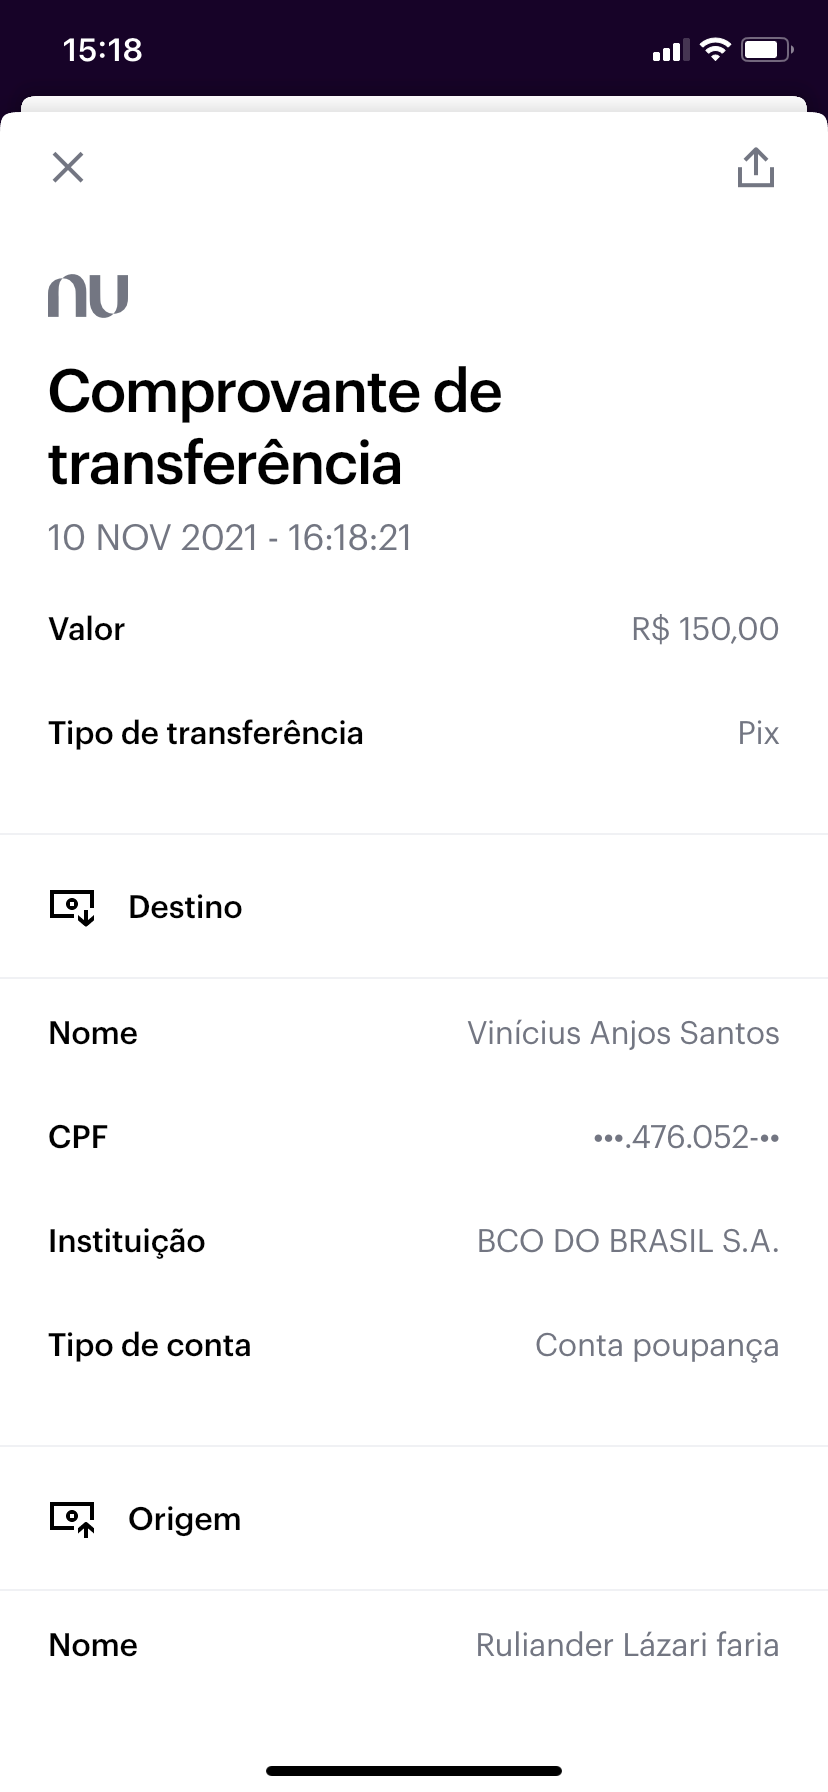 15:18
nu
Comprovante de
transferência
10 NOV 2021 - 16:18:21
Valor R$ 150,00
Tipo de transferência Pix
Destino
Nome Vinícius Anjos Santos
CPF •••.476.052-••
Instituição BCO DO BRASIL S.A.
Tipo de conta Conta poupança
Origem
Nome Ruliander Lázari faria